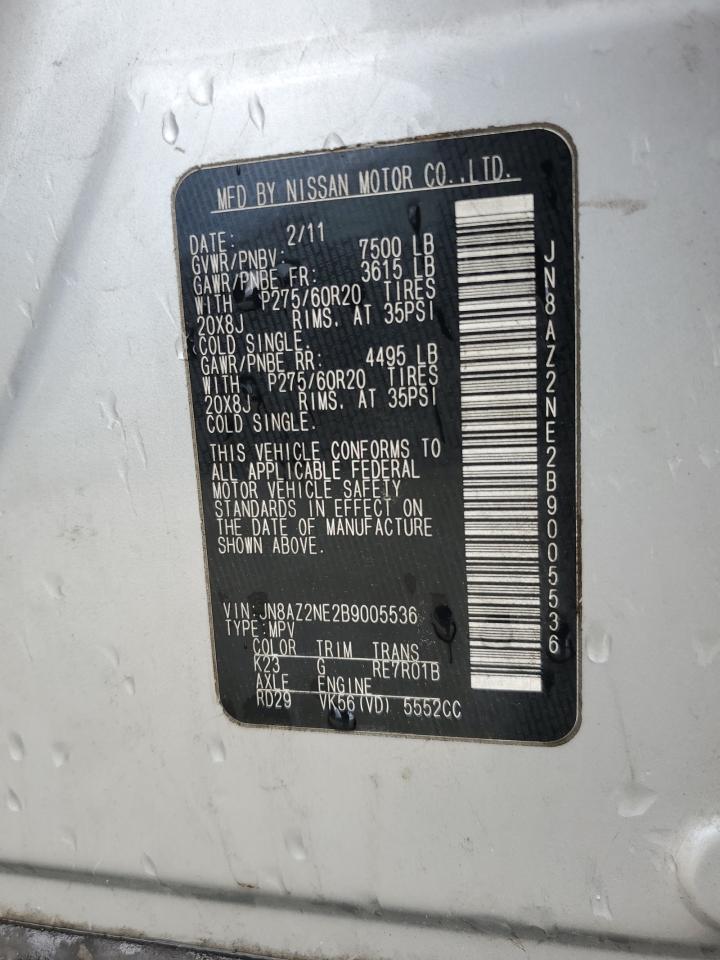 MFD BY NISSAN MOTOR CO.,LTD.
DATE: 2/11
GVWR/PNBV: 7500 LB
GAWR/PNBE FR: 3615 LB
WITH P275/60R20 TIRES
20X8J RIMS, AT 35PSI
COLD SINGLE.
GAWR/PNBE RR: 4495 LB
WITH P275/60R20 TIRES
20X8J RIMS, AT 35PSI
COLD SINGLE.
THIS VEHICLE CONFORMS TO
ALL APPLICABLE FEDERAL
MOTOR VEHICLE SAFETY
STANDARDS IN EFFECT ON
THE DATE OF MANUFACTURE
SHOWN ABOVE.
VIN:JN8AZ2NE2B9005536
TYPE:MPV
COLOR TRIM TRANS
K23 G RE7R01B
AXLE ENGINE
RD29 VK56(VD) 5552CC
JN8AZ2NE2B9005536